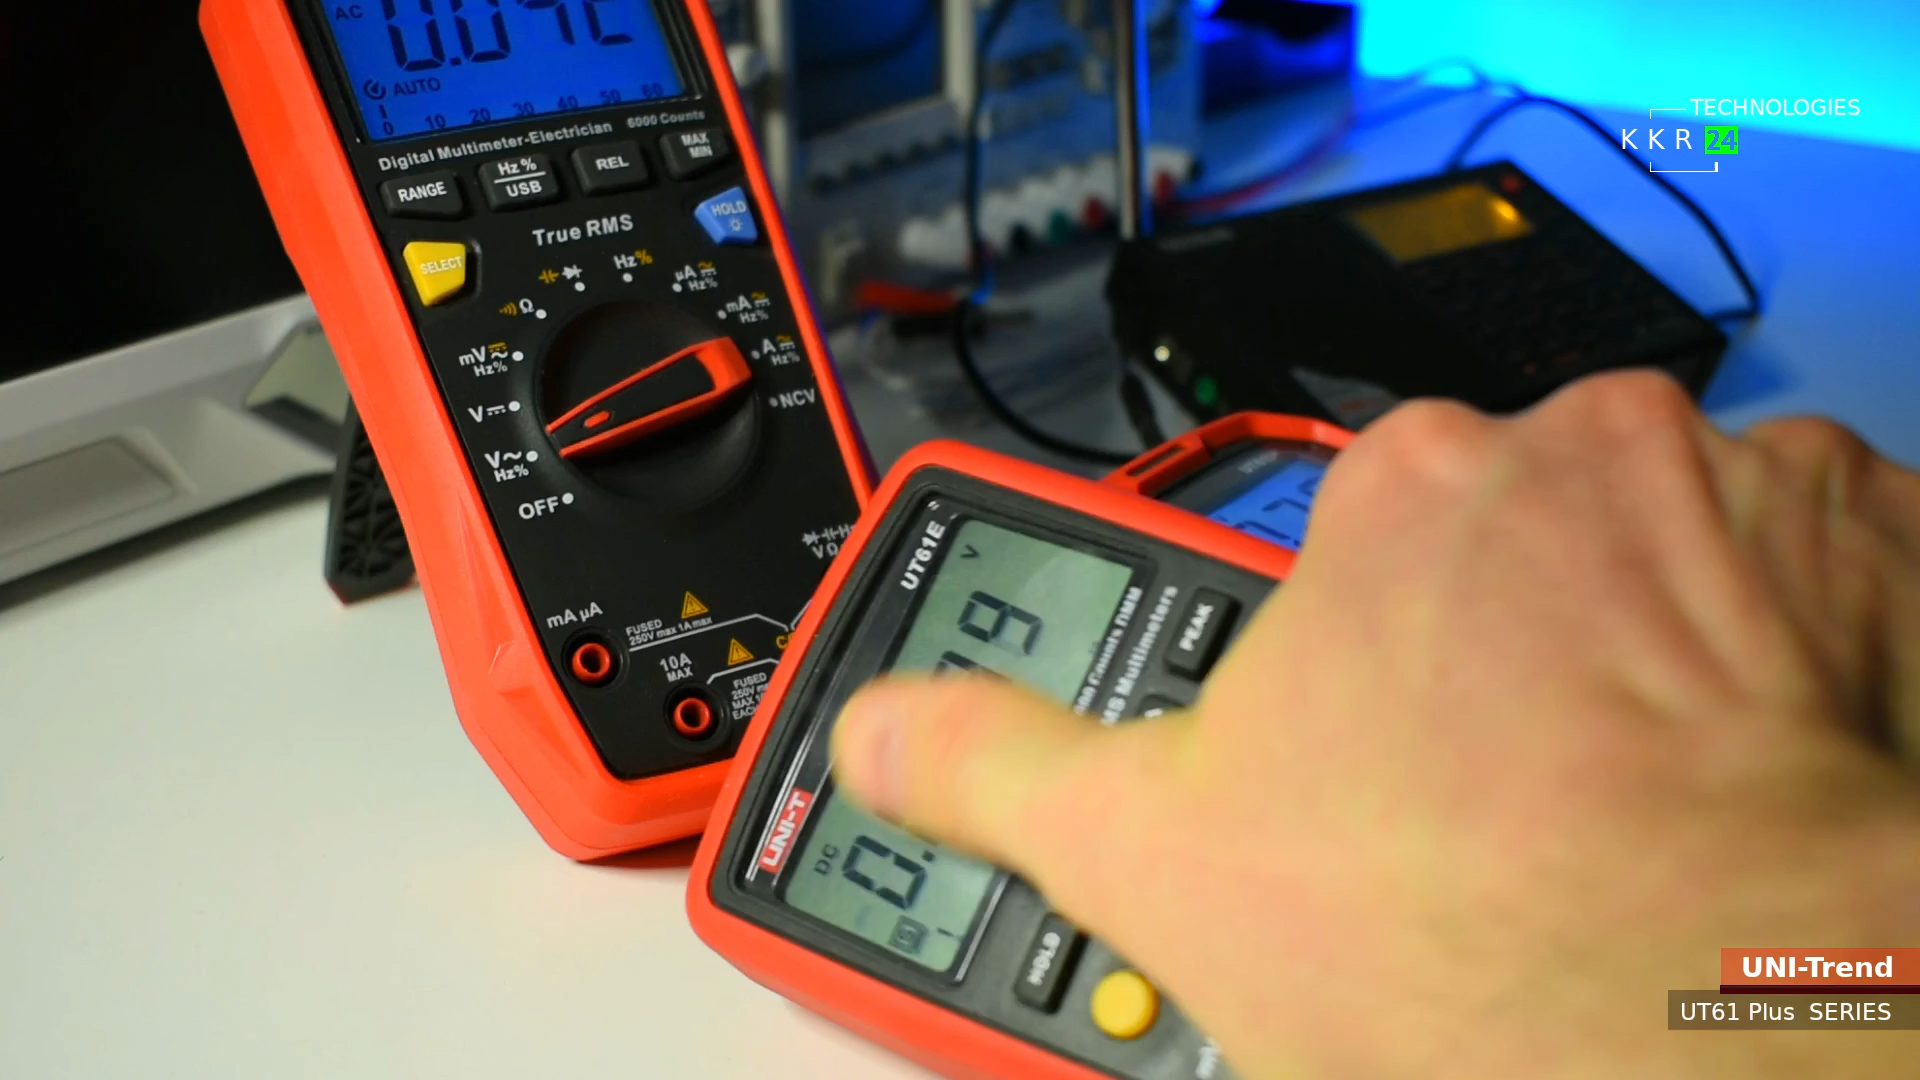 AC
AUTO
0 10 20 30 40 50 60
Digital Multimeter-Electrician 6000 Counts
RANGE
Hz %
USB
REL
MAX
MIN
True RMS
HOLD
SELECT
Hz%
µA
Hz%
mA
Hz%
A
Hz%
NCV
Ω
mV
Hz%
V
V~
Hz%
OFF
mA µA
FUSED
250V max 1A max
10A
MAX
FUSED
UT61E
V
UNI-T
DC
0.
PEAK
Multimeters
HOLD
TECHNOLOGIES
KKR 24
UNI-Trend
UT61 Plus SERIES